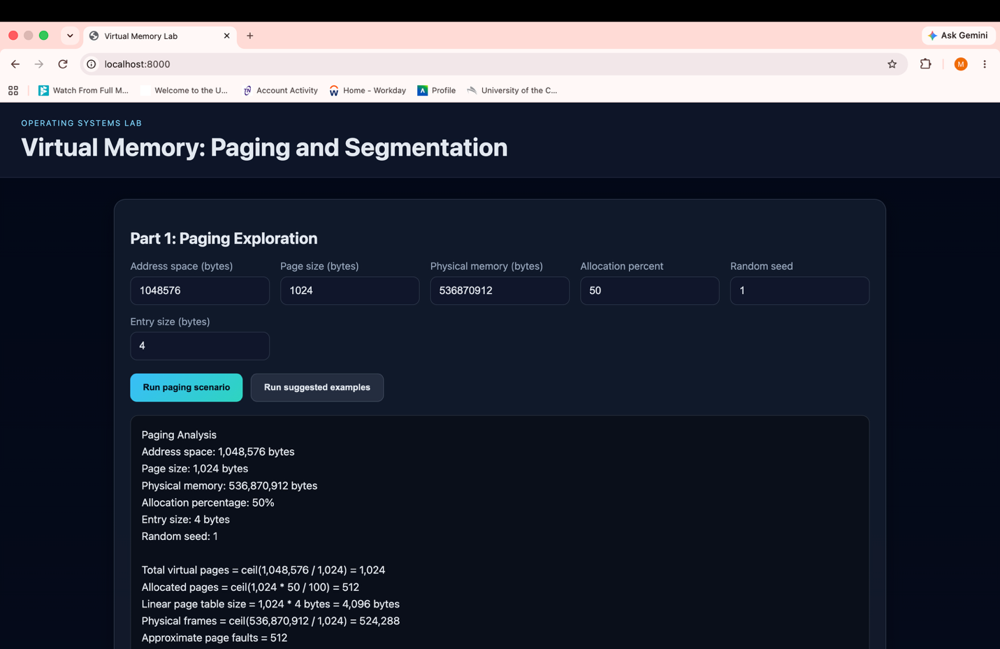 Virtual Memory Lab
Ask Gemini
localhost:8000
M
Watch From Full M...
Welcome to the U...
Account Activity
Home - Workday
Profile
University of the C...
OPERATING SYSTEMS LAB
Virtual Memory: Paging and Segmentation
Part 1: Paging Exploration
Address space (bytes) Page size (bytes) Physical memory (bytes) Allocation percent Random seed
1048576 1024 536870912 50 1
Entry size (bytes)
4
Run paging scenario Run suggested examples
Paging Analysis
Address space: 1,048,576 bytes
Page size: 1,024 bytes
Physical memory: 536,870,912 bytes
Allocation percentage: 50%
Entry size: 4 bytes
Random seed: 1
Total virtual pages = ceil(1,048,576 / 1,024) = 1,024
Allocated pages = ceil(1,024 * 50 / 100) = 512
Linear page table size = 1,024 * 4 bytes = 4,096 bytes
Physical frames = ceil(536,870,912 / 1,024) = 524,288
Approximate page faults = 512